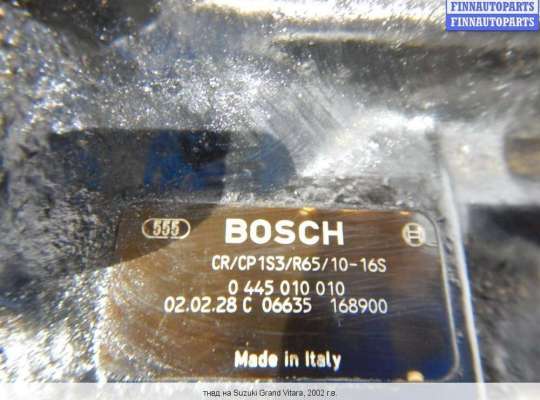 FINNAUTOPARTS
FINNAUTOPARTS
555 BOSCH
CR/CP1S3/R65/10-16S
0 445 010 010
02.02.28 C 06635 168900
Made in Italy
тнвд на Suzuki Grand Vitara, 2002 г.в.